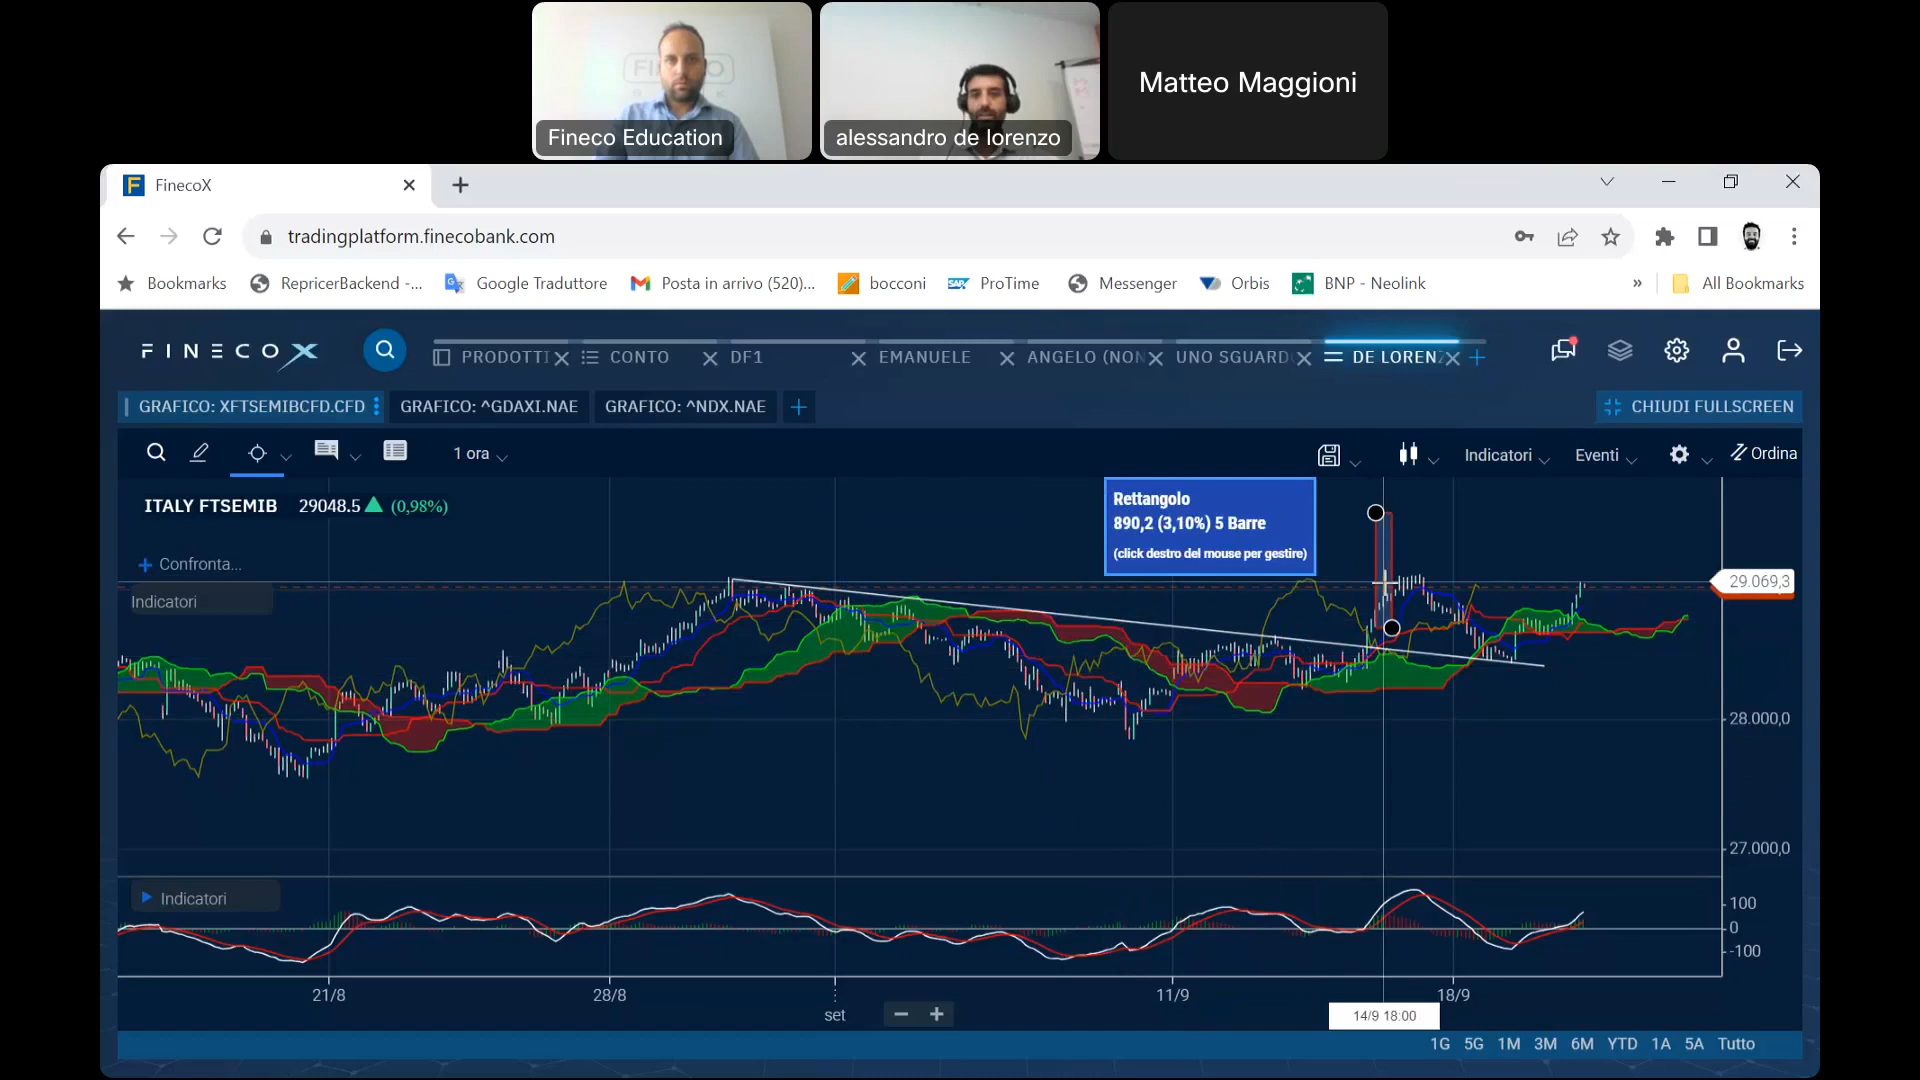 Fineco Education
alessandro de lorenzo
Matteo Maggioni
FinecoX
tradingplatform.finecobank.com
Bookmarks RepricerBackend -... Google Traduttore Posta in arrivo (520)... bocconi ProTime Messenger Orbis BNP - Neolink » All Bookmarks
FINECOX PRODOTTI CONTO DF1 EMANUELE ANGELO (NON UNO SGUARD DE LOREN
GRAFICO: XFTSEMIBCFD.CFD GRAFICO: ^GDAXI.NAE GRAFICO: ^NDX.NAE CHIUDI FULLSCREEN
1 ora Indicatori Eventi Ordina
ITALY FTSEMIB 29048.5 (0,98%)
Rettangolo
890,2 (3,10%) 5 Barre
(click destro del mouse per gestire)
+ Confronta...
29.069,3
Indicatori
28.000,0
27.000,0
Indicatori
100
0
-100
21/8 28/8 11/9 18/9
set
14/9 18:00
1G 5G 1M 3M 6M YTD 1A 5A Tutto